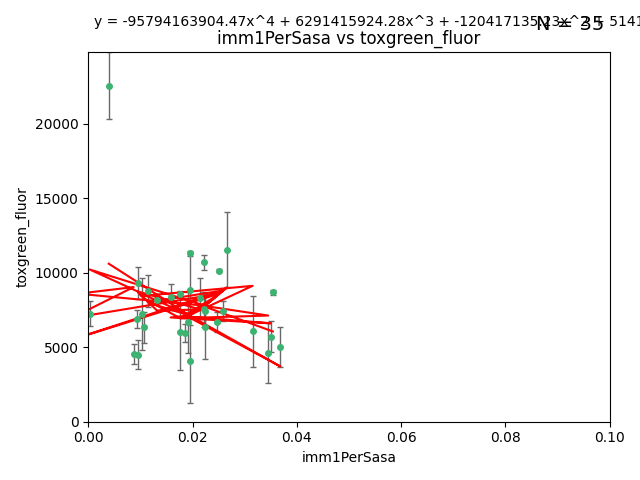 y = -95794163904.47x^4 + 6291415924.28x^3 + -120417135.23x^2 + 5141
N = 35
imm1PerSasa vs toxgreen_fluor
20000
15000
10000
5000
0
toxgreen_fluor
0.00 0.02 0.04 0.06 0.08 0.10
imm1PerSasa